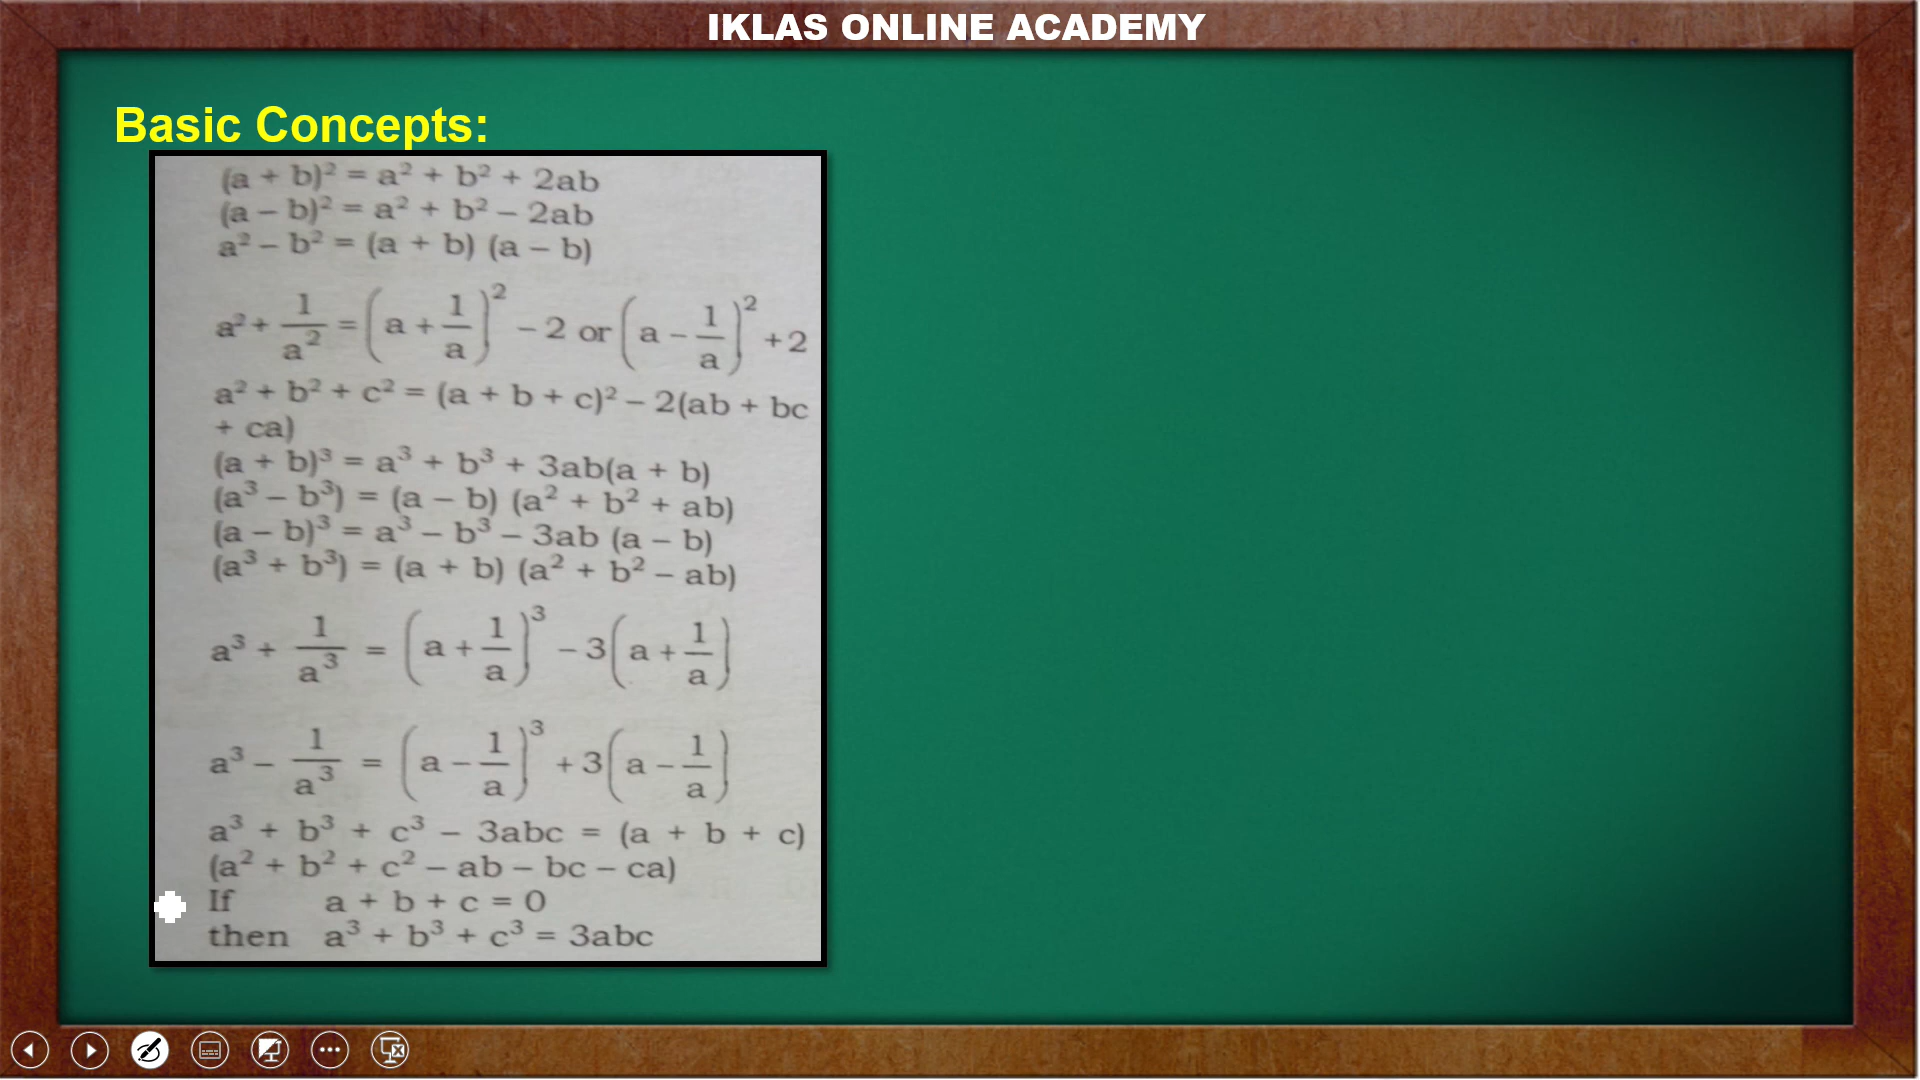 IKLAS ONLINE ACADEMY
Basic Concepts:
(a + b)² = a² + b² + 2ab
(a – b)² = a² + b² – 2ab
a² – b² = (a + b) (a – b)
a² + 1/a² = (a + 1/a)² – 2 or (a – 1/a)² + 2
a² + b² + c² = (a + b + c)² – 2(ab + bc
+ ca)
(a + b)³ = a³ + b³ + 3ab(a + b)
(a³ – b³) = (a – b) (a² + b² + ab)
(a – b)³ = a³ – b³ – 3ab (a – b)
(a³ + b³) = (a + b) (a² + b² – ab)
a³ + 1/a³ = (a + 1/a)³ – 3(a + 1/a)
a³ – 1/a³ = (a – 1/a)³ + 3(a – 1/a)
a³ + b³ + c³ – 3abc = (a + b + c)
(a² + b² + c² – ab – bc – ca)
If a + b + c = 0
then a³ + b³ + c³ = 3abc